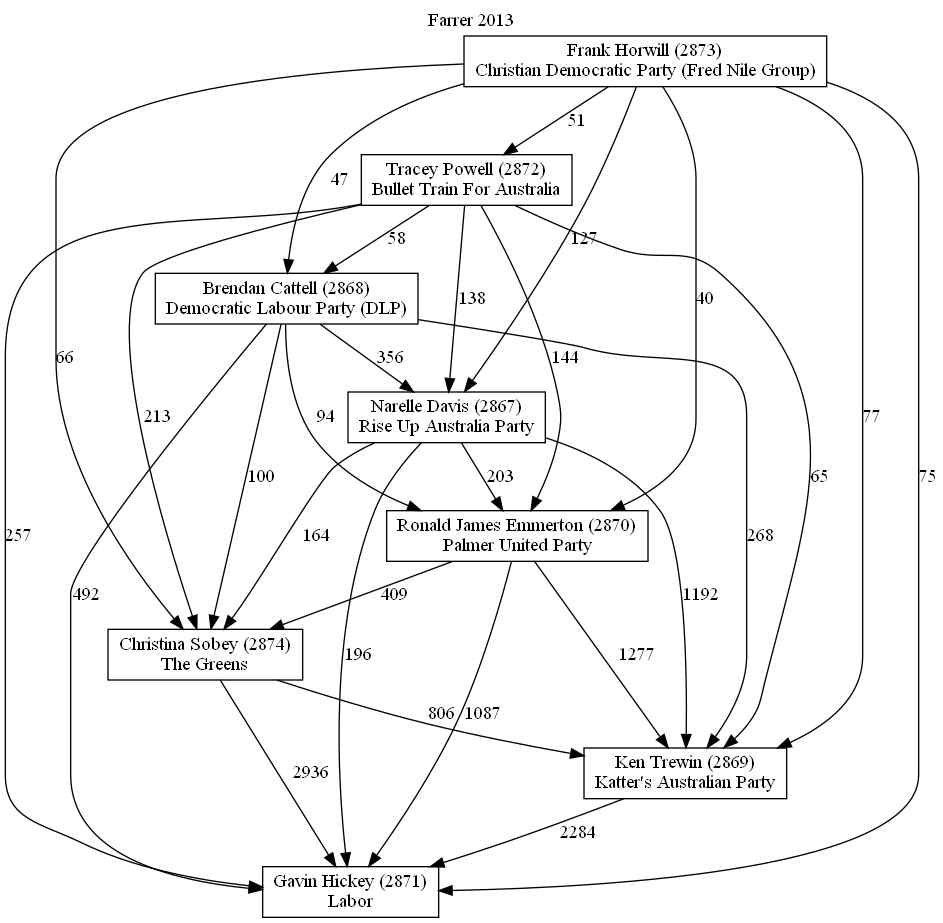 Farrer 2013
Frank Horwill (2873)
Christian Democratic Party (Fred Nile Group)
51
Tracey Powell (2872)
Bullet Train For Australia
47
58
127
Brendan Cattell (2868)
Democratic Labour Party (DLP)
138
40
66
356
144
Narelle Davis (2867)
Rise Up Australia Party
213
94
77
100
203
65
75
Ronald James Emmerton (2870)
Palmer United Party
257
164
268
492
409
1192
Christina Sobey (2874)
The Greens
196
1277
806
1087
2936
Ken Trewin (2869)
Katter's Australian Party
2284
Gavin Hickey (2871)
Labor